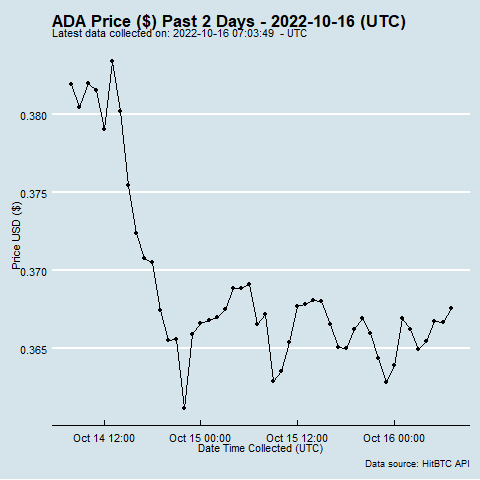 ADA Price ($) Past 2 Days - 2022-10-16 (UTC)
Latest data collected on: 2022-10-16 07:03:49  - UTC
0.380
0.375
0.370
0.365
Price USD ($)
Oct 14 12:00
Oct 15 00:00
Oct 15 12:00
Oct 16 00:00
Date Time Collected (UTC)
Data source: HitBTC API